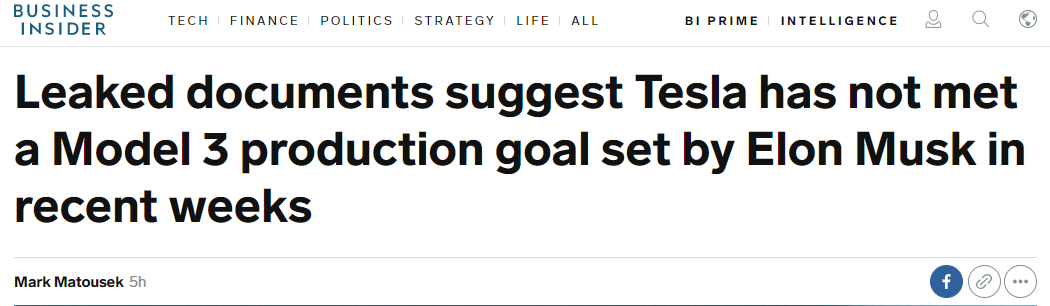 BUSINESS
INSIDER
TECH | FINANCE | POLITICS | STRATEGY | LIFE | ALL
BI PRIME | INTELLIGENCE
Leaked documents suggest Tesla has not met
a Model 3 production goal set by Elon Musk in
recent weeks
Mark Matousek 5h
f